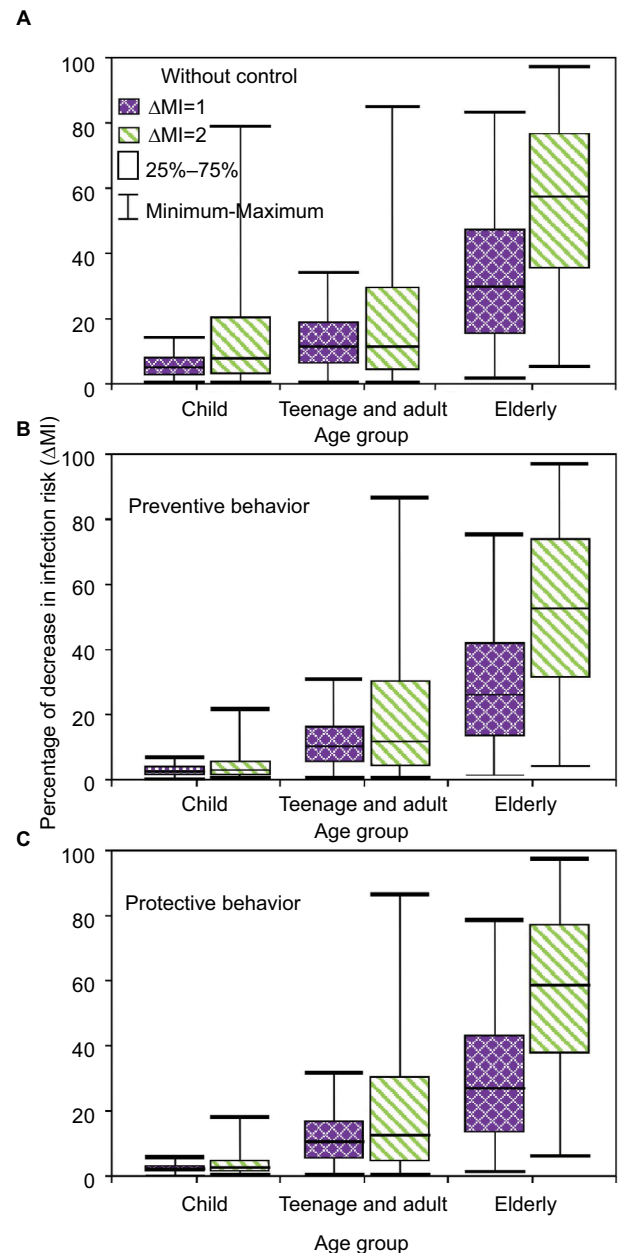 A
100
80
60
40
20
0
Without control
ΔMI=1
ΔMI=2
25%–75%
Minimum-Maximum
Child Teenage and adult Elderly
Age group
Percentage of decrease in infection risk (ΔMI)
B
100
80
60
40
20
0
Preventive behavior
Child Teenage and adult Elderly
Age group
C
100
80
60
40
20
0
Protective behavior
Child Teenage and adult Elderly
Age group